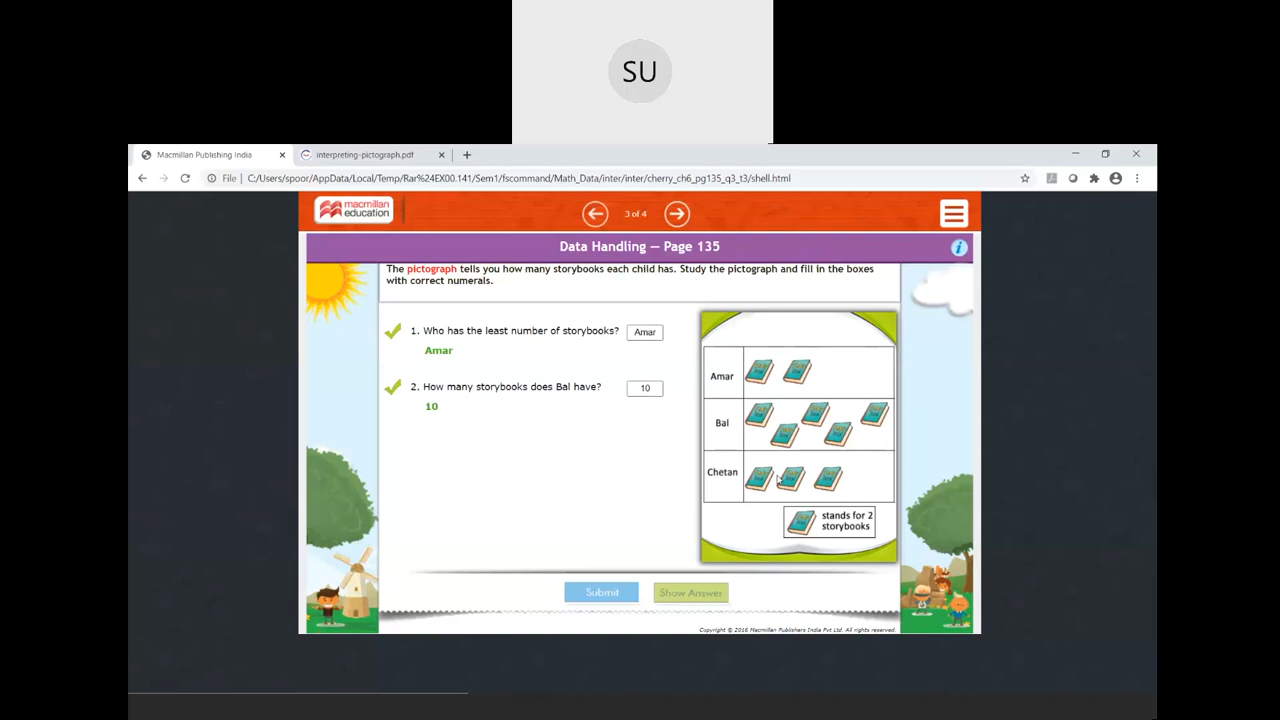 SU
Macmillan Publishing India
interpreting-pictograph.pdf
File | C:/Users/spoor/AppData/Local/Temp/Rar%24EX00.141/Sem1/fscommand/Math_Data/inter/inter/cherry_ch6_pg135_q3_t3/shell.html
macmillan
education
3 of 4
Data Handling — Page 135
i
The pictograph tells you how many storybooks each child has. Study the pictograph and fill in the boxes
with correct numerals.
1. Who has the least number of storybooks? Amar
Amar
2. How many storybooks does Bal have? 10
10
Amar
Bal
Chetan
stands for 2
storybooks
Submit
Show Answer
Copyright © 2016 Macmillan Publishers India Pvt Ltd. All rights reserved.